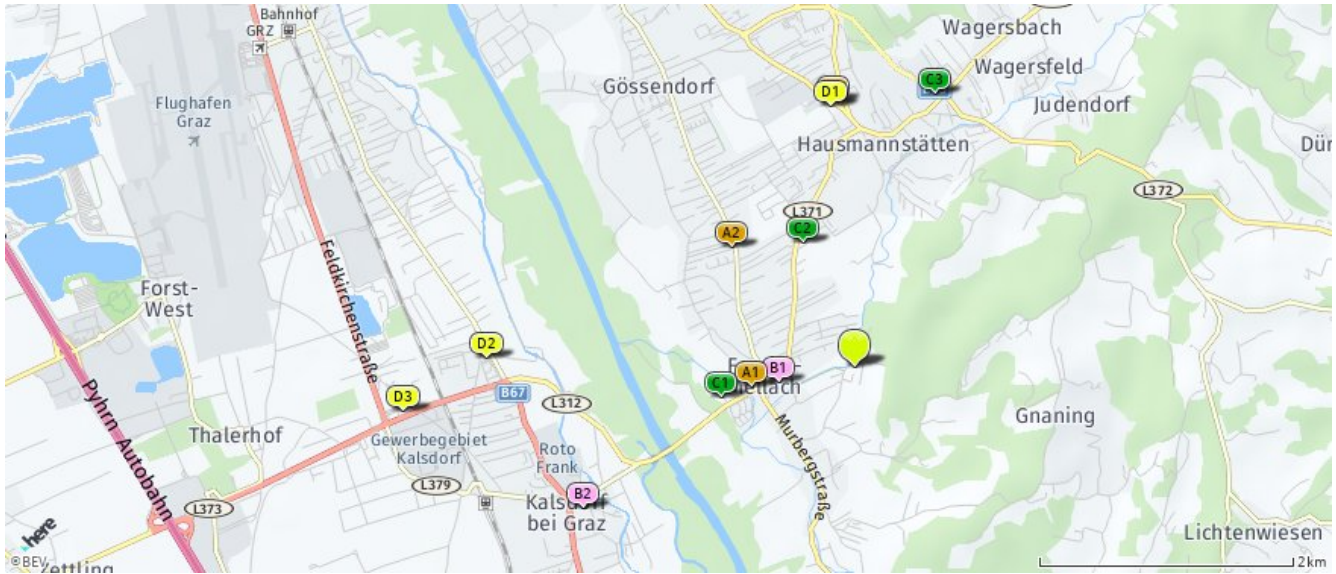 Bahnhof
GRZ
Wagersbach
Wagersfeld
C3
Gössendorf
D1
Judendorf
Flughafen
Graz
Hausmannstätten
L372
L371
A2
C2
Feldkirchenstraße
Forst-
West
D2
B1
A1
C1
D3
B67
L312
Pyhrn Autobahn
Gnaning
Murbergstraße
Thalerhof
Gewerbegebiet
Kalsdorf
Roto
Frank
L379
B2
Kalsdorf
bei Graz
L373
here
Lichtenwiesen
©BEV
2km